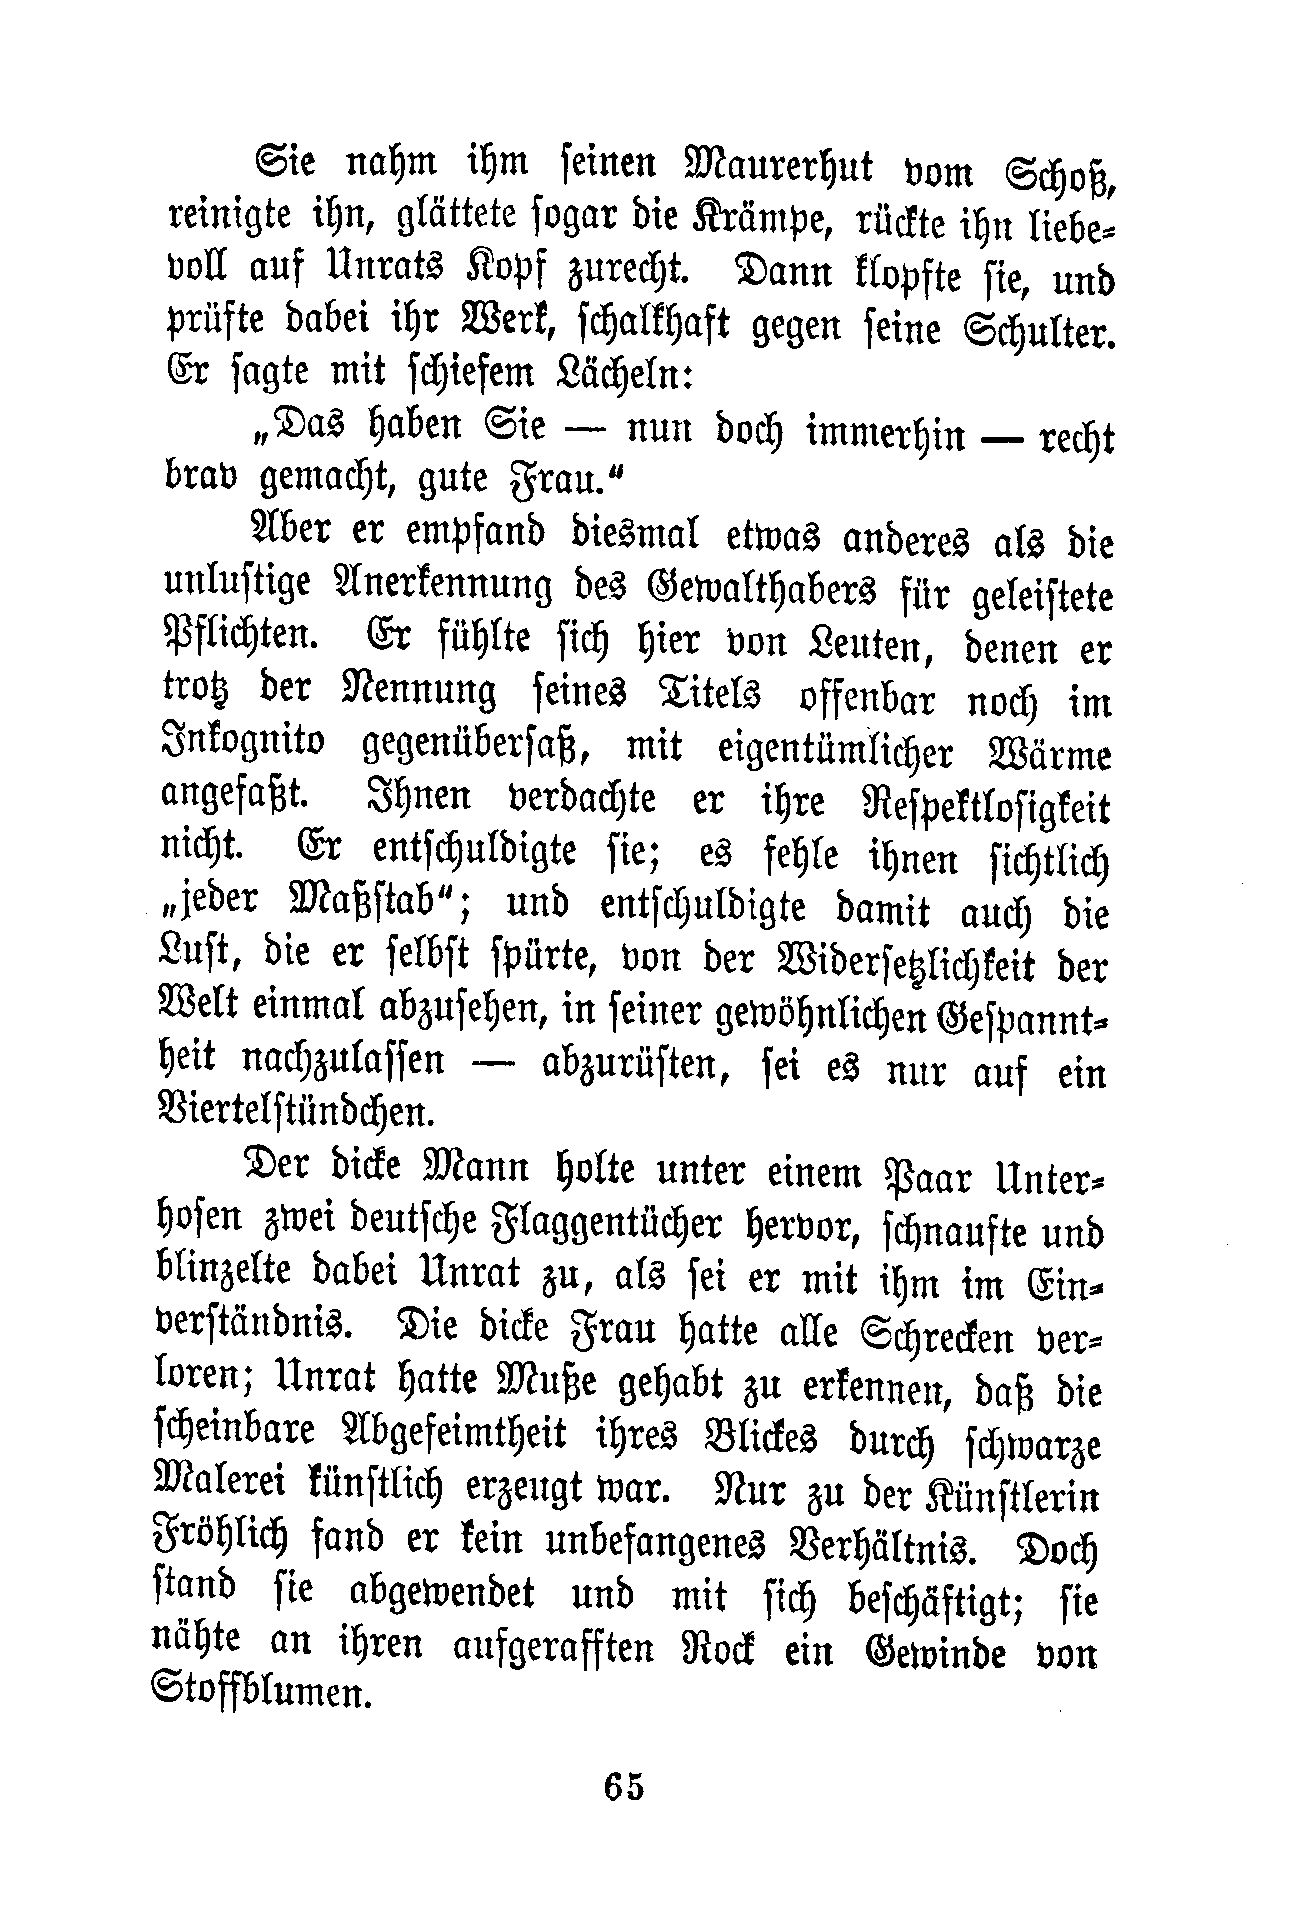 Sie nahm ihm seinen Maurerhut vom Schoß,
reinigte ihn, glättete sogar die Krämpe, rückte ihn liebe-
voll auf Unrats Kopf zurecht. Dann klopfte sie, und
prüfte dabei ihr Werk, schalkhaft gegen seine Schulter.
Er sagte mit schiefem Lächeln:
„Das haben Sie — nun doch immerhin — recht
brav gemacht, gute Frau.“
Aber er empfand diesmal etwas anderes als die
unlustige Anerkennung des Gewalthabers für geleistete
Pflichten. Er fühlte sich hier von Leuten, denen er
trotz der Nennung seines Titels offenbar noch im
Inkognito gegenübersaß, mit eigentümlicher Wärme
angefaßt. Ihnen verdachte er ihre Respektlosigkeit
nicht. Er entschuldigte sie; es fehle ihnen sichtlich
„jeder Maßstab“; und entschuldigte damit auch die
Lust, die er selbst spürte, von der Widersetzlichkeit der
Welt einmal abzusehen, in seiner gewöhnlichen Gespannt-
heit nachzulassen — abzurüsten, sei es nur auf ein
Viertelstündchen.
Der dicke Mann holte unter einem Paar Unter-
hosen zwei deutsche Flaggentücher hervor, schnaufte und
blinzelte dabei Unrat zu, als sei er mit ihm im Ein-
verständnis. Die dicke Frau hatte alle Schrecken ver-
loren; Unrat hatte Muße gehabt zu erkennen, daß die
scheinbare Abgefeimtheit ihres Blickes durch schwarze
Malerei künstlich erzeugt war. Nur zu der Künstlerin
Fröhlich fand er kein unbefangenes Verhältnis. Doch
stand sie abgewendet und mit sich beschäftigt; sie
nähte an ihren aufgerafften Rock ein Gewinde von
Stoffblumen.
65